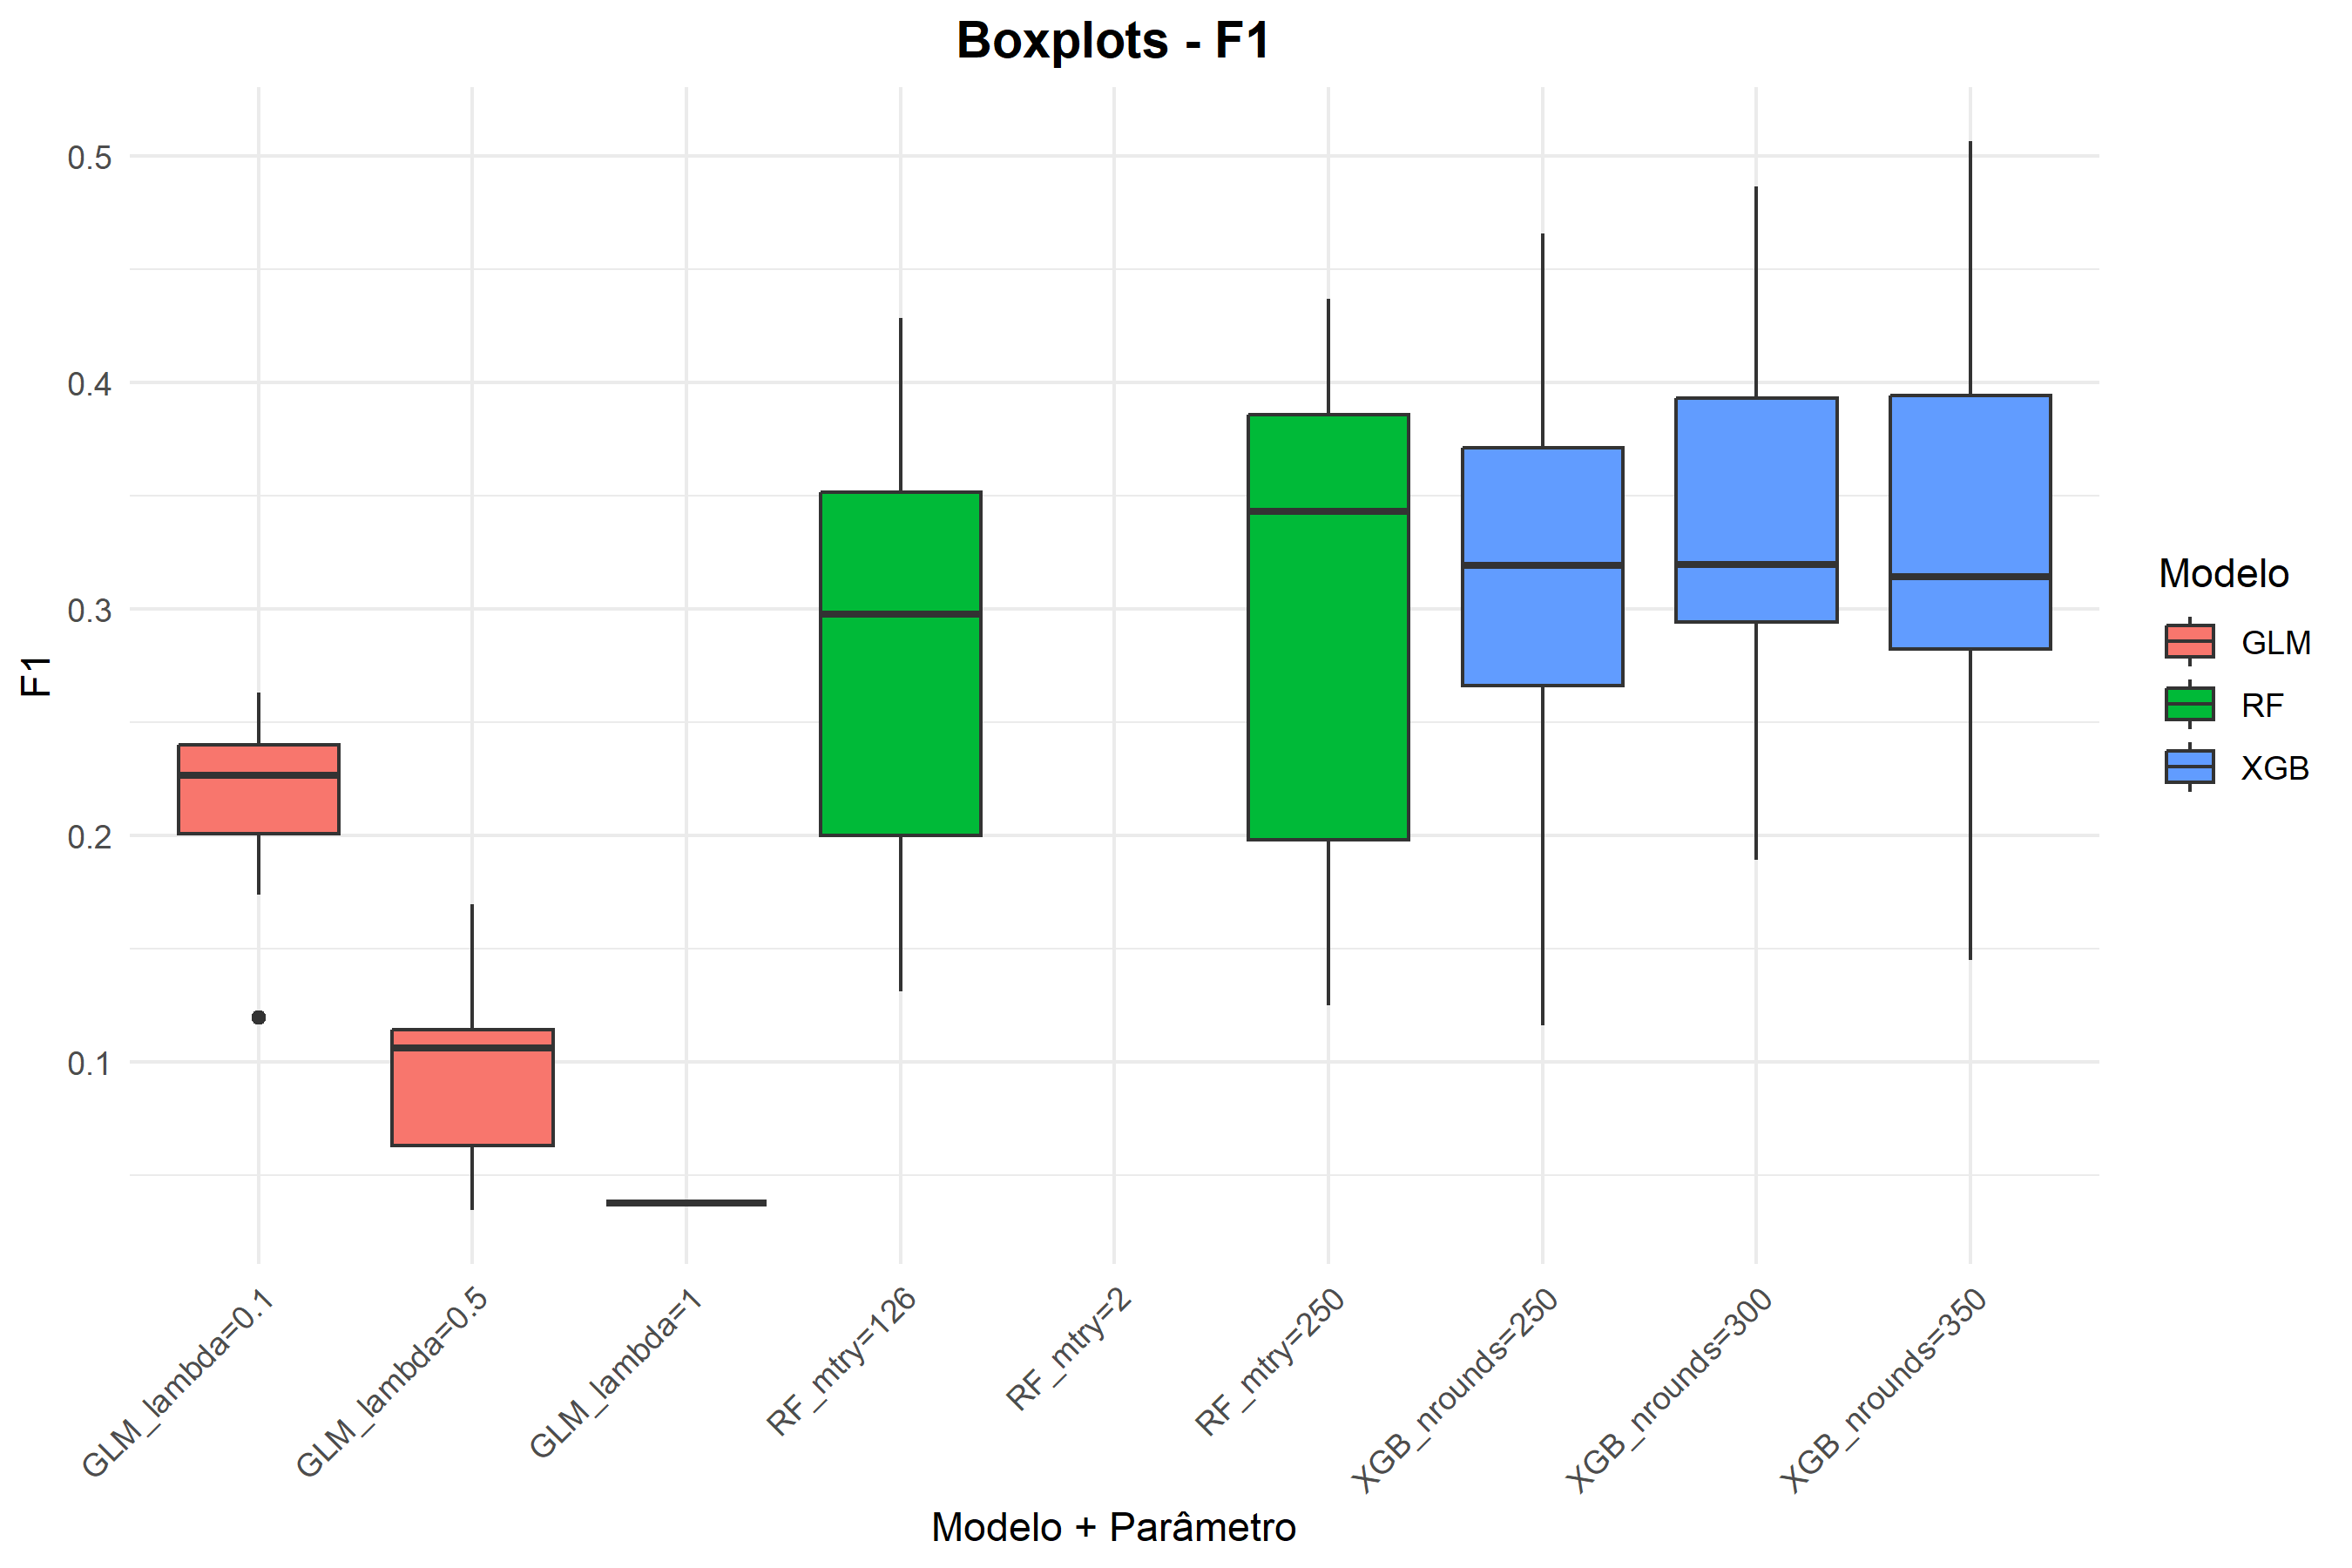 Boxplots - F1
0.5
0.4
0.3
0.2
0.1
F1
GLM_lambda=0.1
GLM_lambda=0.5
GLM_lambda=1
RF_mtry=126
RF_mtry=2
RF_mtry=250
XGB_nrounds=250
XGB_nrounds=300
XGB_nrounds=350
Modelo + Parâmetro
Modelo
GLM
RF
XGB